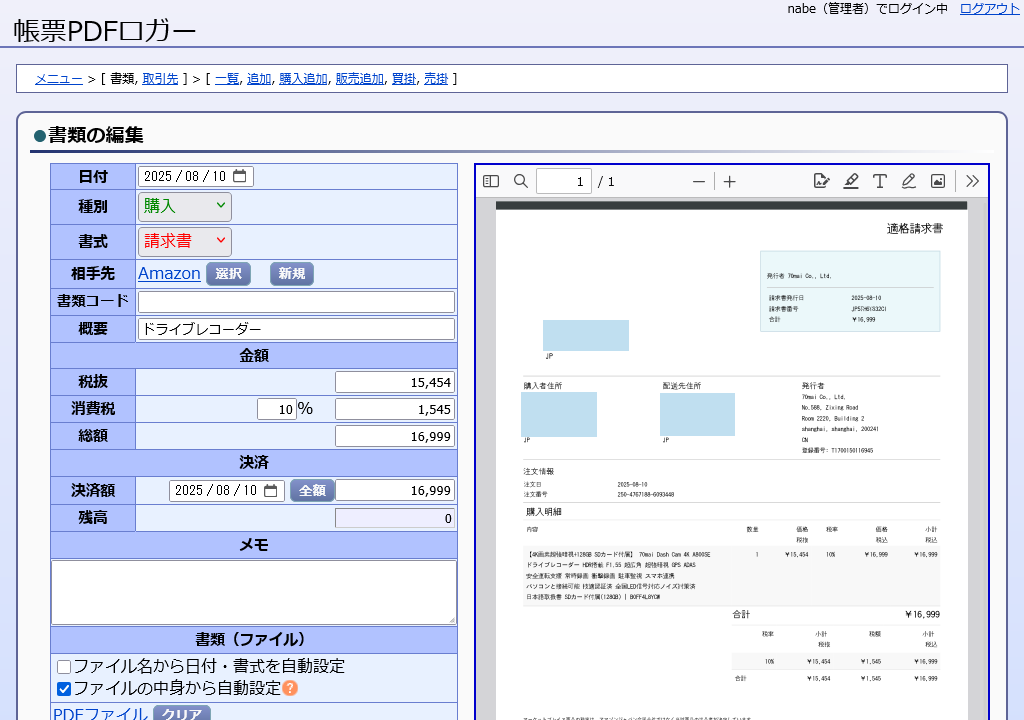 nabe（管理者）でログイン中 ログアウト
帳票PDFロガー
メニュー > [ 書類, 取引先 ] > [ 一覧, 追加, 購入追加, 販売追加, 買掛, 売掛 ]
●書類の編集
日付 2025/08/10
種別 購入
書式 請求書
相手先 Amazon 選択 新規
書類コード
概要 ドライブレコーダー
金額
税抜 15,454
消費税 10 % 1,545
総額 16,999
決済
決済額 2025/08/10 全額 16,999
残高 0
メモ
書類（ファイル）
ファイル名から日付・書式を自動設定
ファイルの中身から自動設定?
PDFファイル クリア
1 / 1
適格請求書
発行者 70mai Co., Ltd.
請求書発行日 2025-08-10
請求書番号
合計 ￥16,999
JP
購入者住所 配送先住所 発行者
70mai Co., Ltd.
No.588, Zixing Road
Room 2220, Building 2
shanghai, shanghai, 200241
JP JP CN
登録番号: T1700150116945
注文情報
注文日 2025-08-10
注文番号 250-4767188-6093448
購入明細
内容 数量 価格 税率 価格 小計
税抜 税込 税込
【4K画素超強暗視+128GB SDカード付属】 70mai Dash Cam 4K A800SE 1 ￥15,454 10% ￥16,999 ￥16,999
ドライブレコーダー HDR搭載 F1.55 超広角 超強暗視 GPS ADAS
安全運転支援 常時録画 衝撃録画 駐車監視 スマホ連携
パソコンと接続可能 技適認証済 全国LED信号対応ノイズ対策済
日本語取扱書 SDカード付属(128GB) | B0FF4L8YCW
合計 ￥16,999
税率 小計 税額 小計
税抜 税込
10% ￥15,454 ￥1,545 ￥16,999
合計 ￥15,454 ￥1,545 ￥16,999